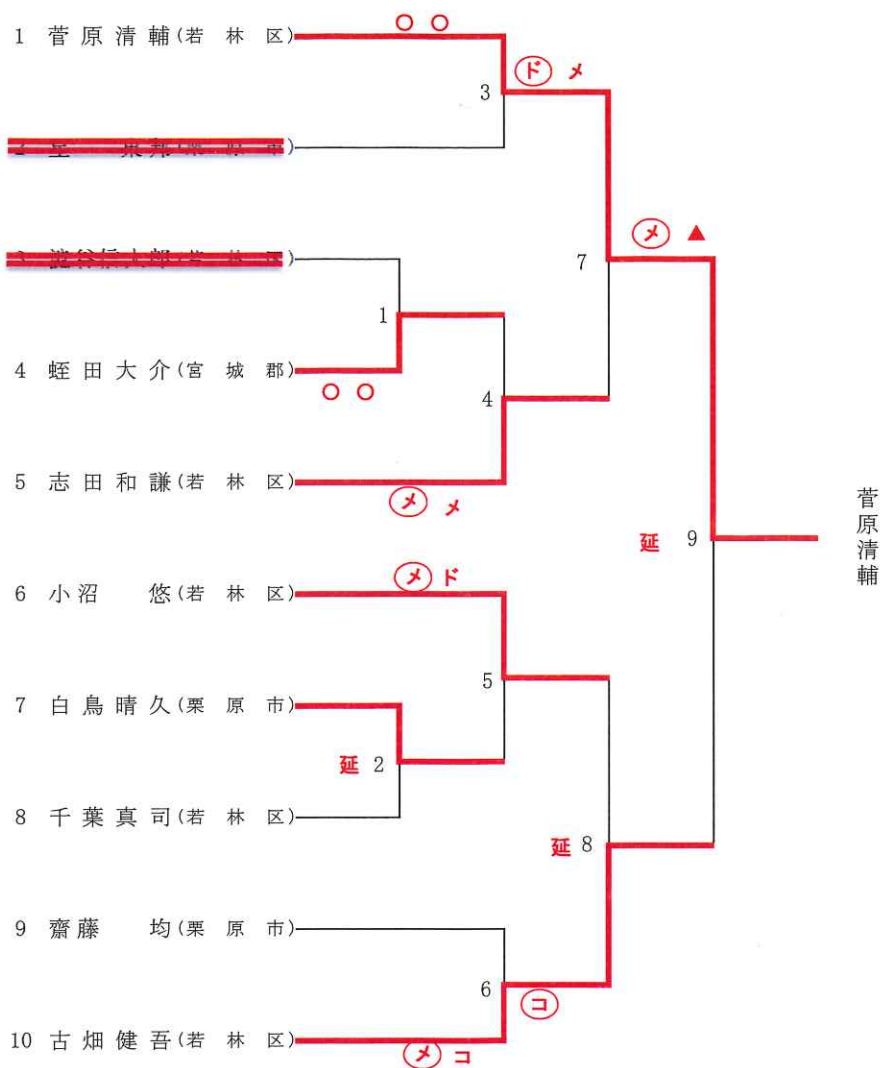 ○ ○
1 菅原清輔(若林区)
ド メ
3
メ ▲
7
1
4 蛭田大介(宮城郡)
○ ○
4
5 志田和謙(若林区)
メ メ
菅原清輔
延 9
メ ド
6 小沼 悠(若林区)
5
7 白鳥晴久(栗原市)
延 2
8 千葉真司(若林区)
延 8
9 齋藤 均(栗原市)
6
コ
10 古畑健吾(若林区)
メ コ